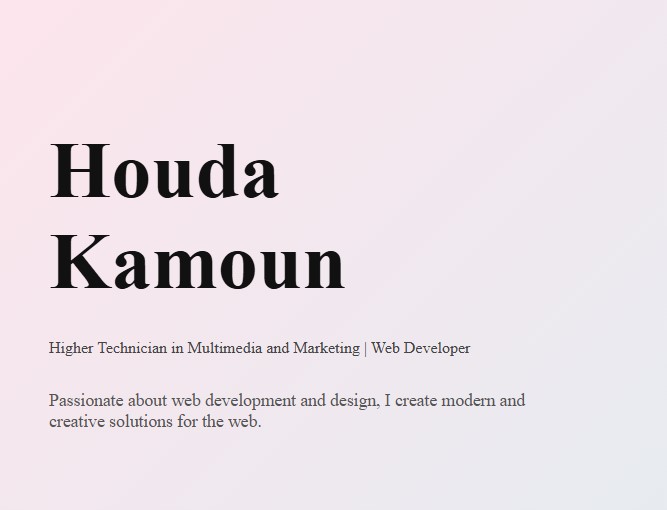 Houda
Kamoun
Higher Technician in Multimedia and Marketing | Web Developer
Passionate about web development and design, I create modern and
creative solutions for the web.